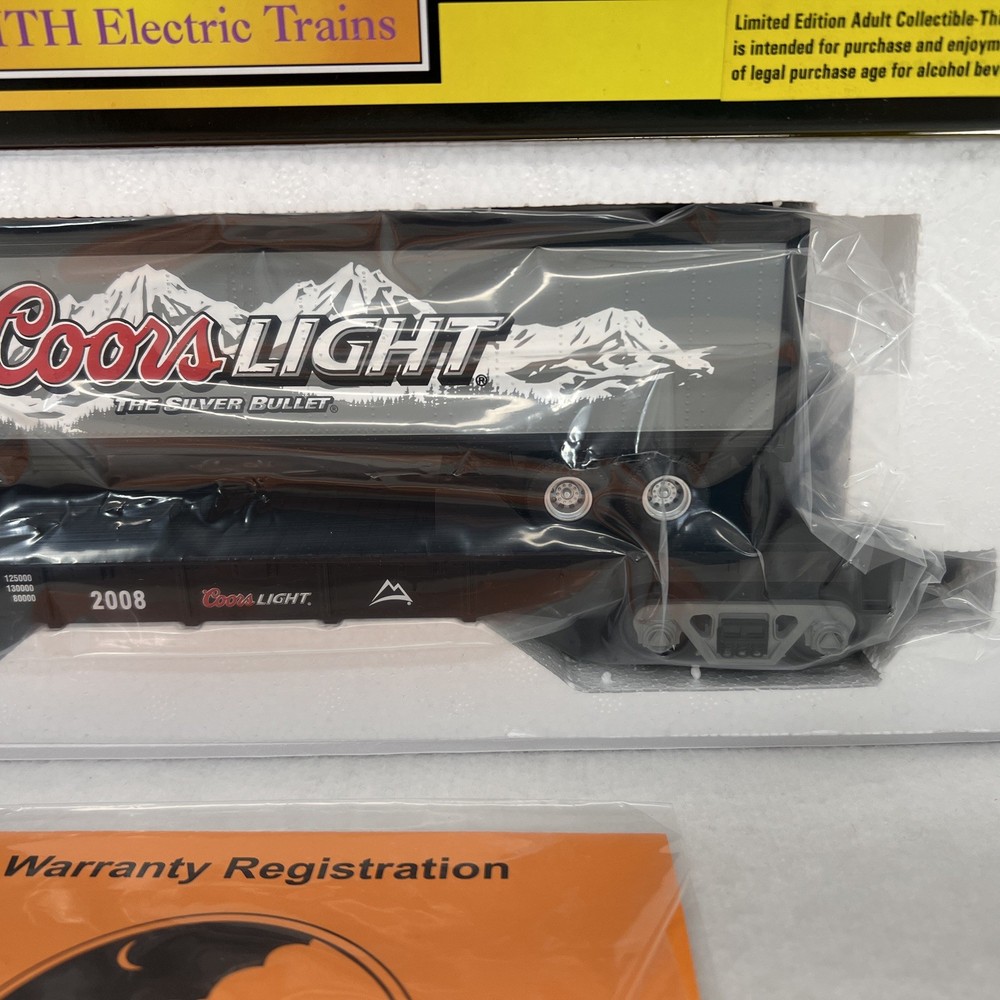 TH Electric Trains
Limited Edition Adult Collectible-Th
is intended for purchase and enjoym
of legal purchase age for alcohol bev
Coors LIGHT®
THE SILVER BULLET®
125000
130000
80000
2008
Coors LIGHT.
Warranty Registration